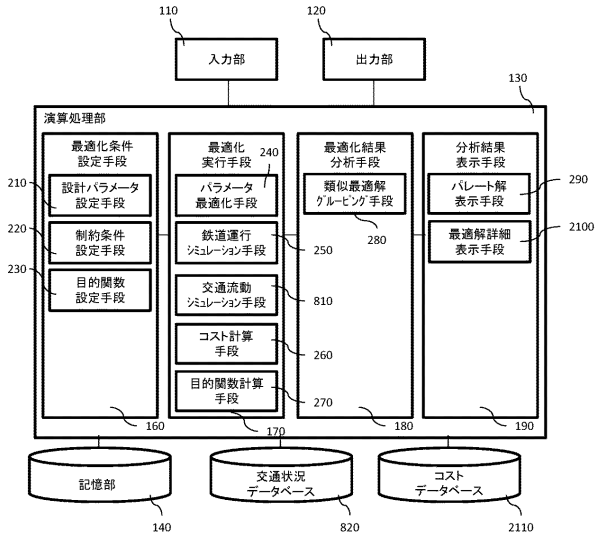 110
120
入力部
出力部
130
演算処理部
最適化条件
設定手段
最適化
実行手段
最適化結果
分析手段
分析結果
表示手段
210
設計パラメータ
設定手段
240
パラメータ
最適化手段
類似最適解
グルーピング手段
280
パレート解
表示手段
290
220
制約条件
設定手段
鉄道運行
シミュレーション手段
250
最適解詳細
表示手段
2100
230
目的関数
設定手段
交通流動
シミュレーション手段
810
コスト計算
手段
260
目的関数計算
手段
270
160
170
180
190
記憶部
140
交通状況
データベース
820
コスト
データベース
2110